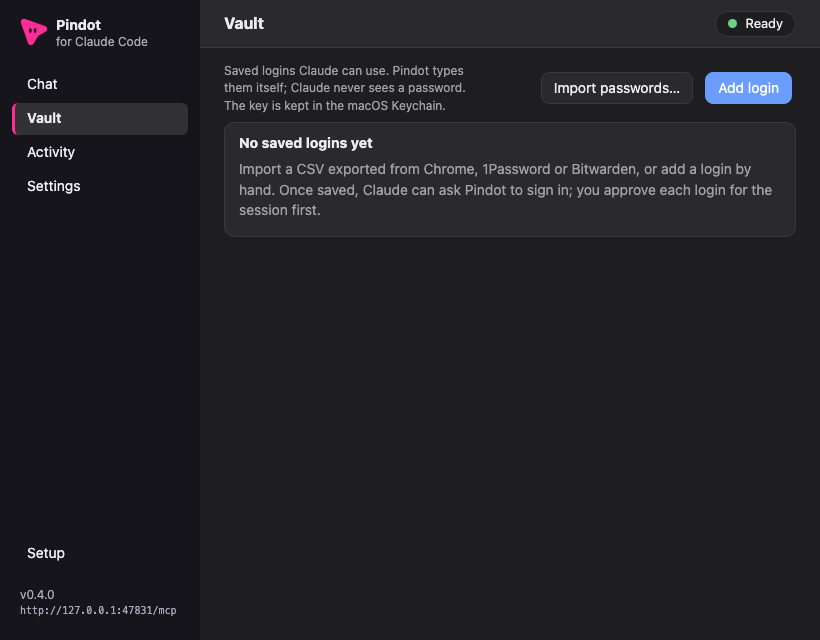 Pindot
for Claude Code
Chat
Vault
Activity
Settings
Setup
v0.4.0
http://127.0.0.1:47831/mcp
Vault
Ready
Saved logins Claude can use. Pindot types
them itself; Claude never sees a password.
The key is kept in the macOS Keychain.
Import passwords...
Add login
No saved logins yet
Import a CSV exported from Chrome, 1Password or Bitwarden, or add a login by
hand. Once saved, Claude can ask Pindot to sign in; you approve each login for the
session first.